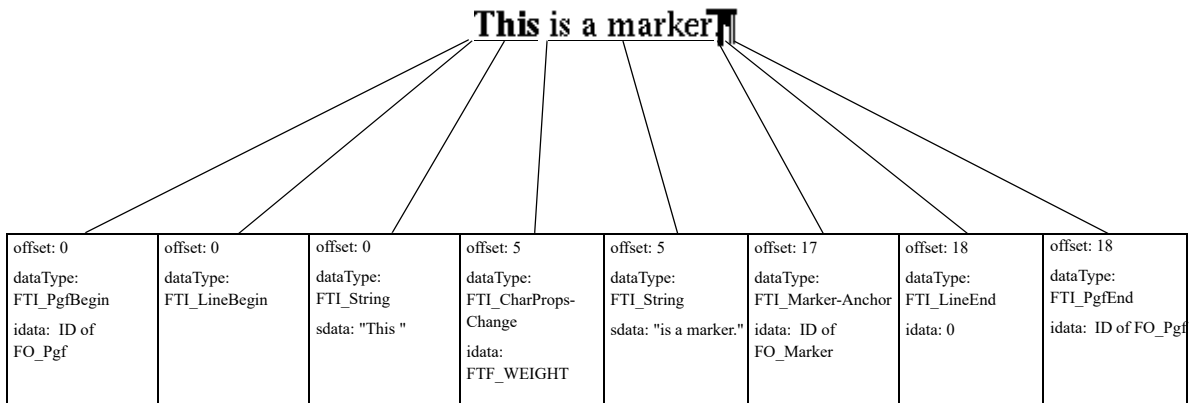 This is a marker.¶
offset: 0
dataType:
FTI_PgfBegin
idata: ID of
FO_Pgf
offset: 0
dataType:
FTI_LineBegin
offset: 0
dataType:
FTI_String
sdata: "This "
offset: 5
dataType:
FTI_CharProps-
Change
idata:
FTF_WEIGHT
offset: 5
dataType:
FTI_String
sdata: "is a marker."
offset: 17
dataType:
FTI_Marker-Anchor
idata: ID of
FO_Marker
offset: 18
dataType:
FTI_LineEnd
idata: 0
offset: 18
dataType:
FTI_PgfEnd
idata: ID of FO_Pgf